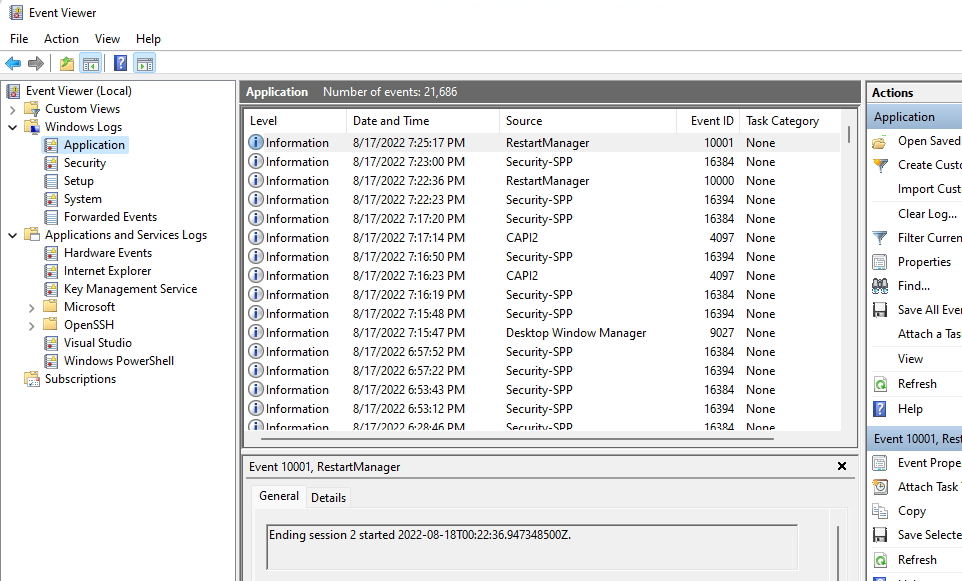 Event Viewer
File Action View Help
Event Viewer (Local)
Custom Views
Windows Logs
Application
Security
Setup
System
Forwarded Events
Applications and Services Logs
Hardware Events
Internet Explorer
Key Management Service
Microsoft
OpenSSH
Visual Studio
Windows PowerShell
Subscriptions
Application Number of events: 21,686
Level Date and Time Source Event ID Task Category
Information 8/17/2022 7:25:17 PM RestartManager 10001 None
Information 8/17/2022 7:23:00 PM Security-SPP 16384 None
Information 8/17/2022 7:22:36 PM RestartManager 10000 None
Information 8/17/2022 7:22:23 PM Security-SPP 16394 None
Information 8/17/2022 7:17:20 PM Security-SPP 16384 None
Information 8/17/2022 7:17:14 PM CAPI2 4097 None
Information 8/17/2022 7:16:50 PM Security-SPP 16394 None
Information 8/17/2022 7:16:23 PM CAPI2 4097 None
Information 8/17/2022 7:16:19 PM Security-SPP 16384 None
Information 8/17/2022 7:15:48 PM Security-SPP 16394 None
Information 8/17/2022 7:15:47 PM Desktop Window Manager 9027 None
Information 8/17/2022 6:57:52 PM Security-SPP 16384 None
Information 8/17/2022 6:57:22 PM Security-SPP 16394 None
Information 8/17/2022 6:53:43 PM Security-SPP 16384 None
Information 8/17/2022 6:53:12 PM Security-SPP 16394 None
Information 8/17/2022 6:28:46 PM Security-SPP 16384 None
Event 10001, RestartManager
General Details
Ending session 2 started 2022-08-18T00:22:36.947348500Z.
Actions
Application
Open Saved
Create Custo
Import Cust
Clear Log...
Filter Curren
Properties
Find...
Save All Eve
Attach a Tas
View
Refresh
Help
Event 10001, Rest
Event Prope
Attach Task
Copy
Save Selecte
Refresh